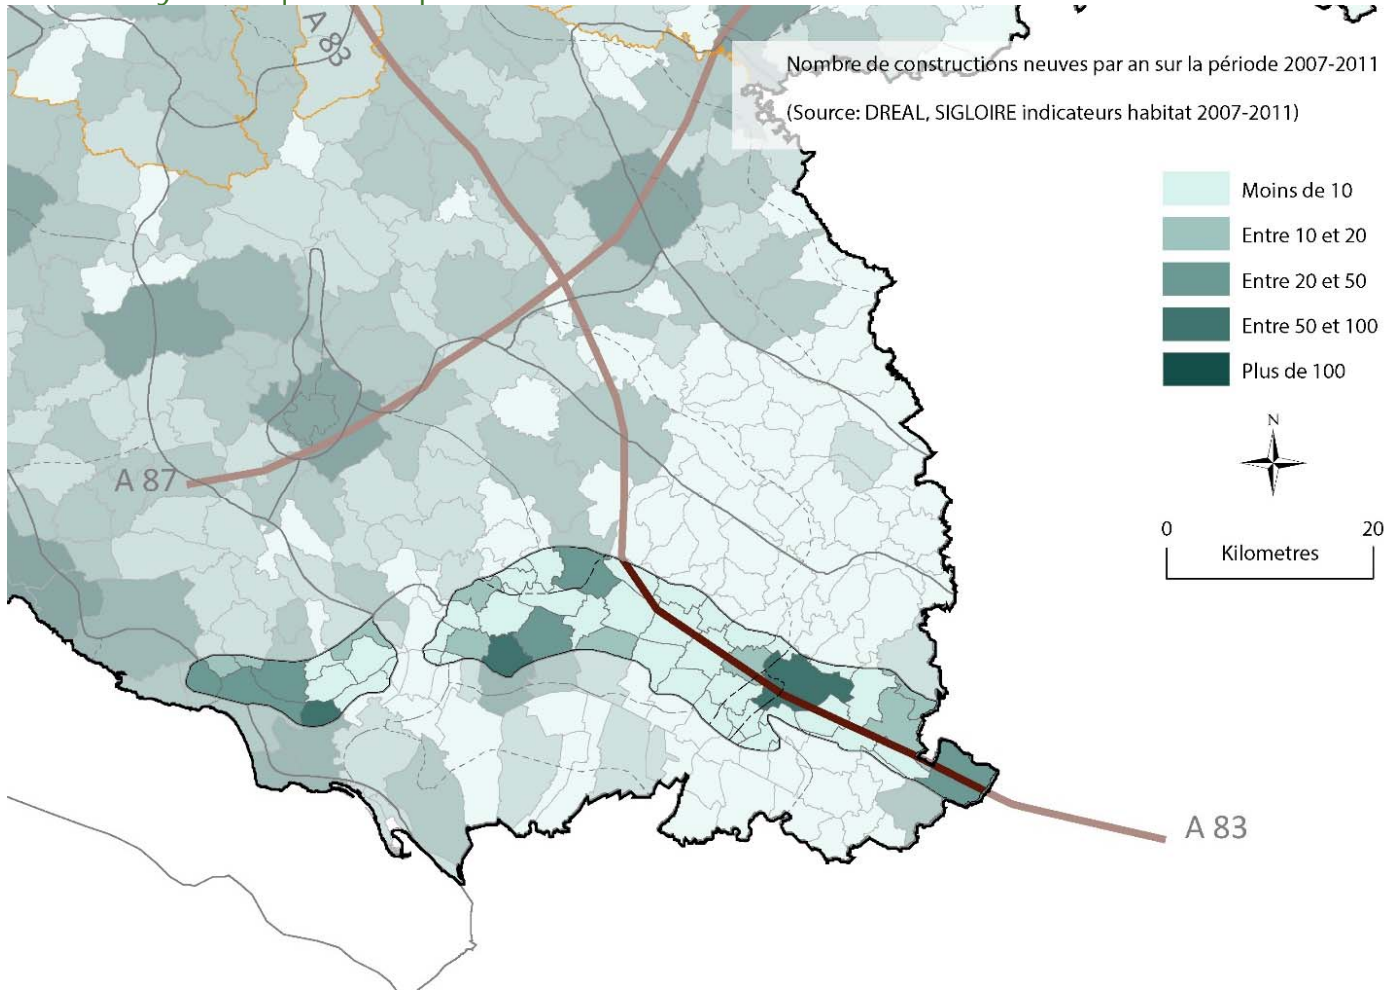 A 83
Nombre de constructions neuves par an sur la période 2007-2011
(Source: DREAL, SIGLOIRE indicateurs habitat 2007-2011)
Moins de 10
Entre 10 et 20
Entre 20 et 50
Entre 50 et 100
Plus de 100
N
0 20
Kilometres
A 87
A 83